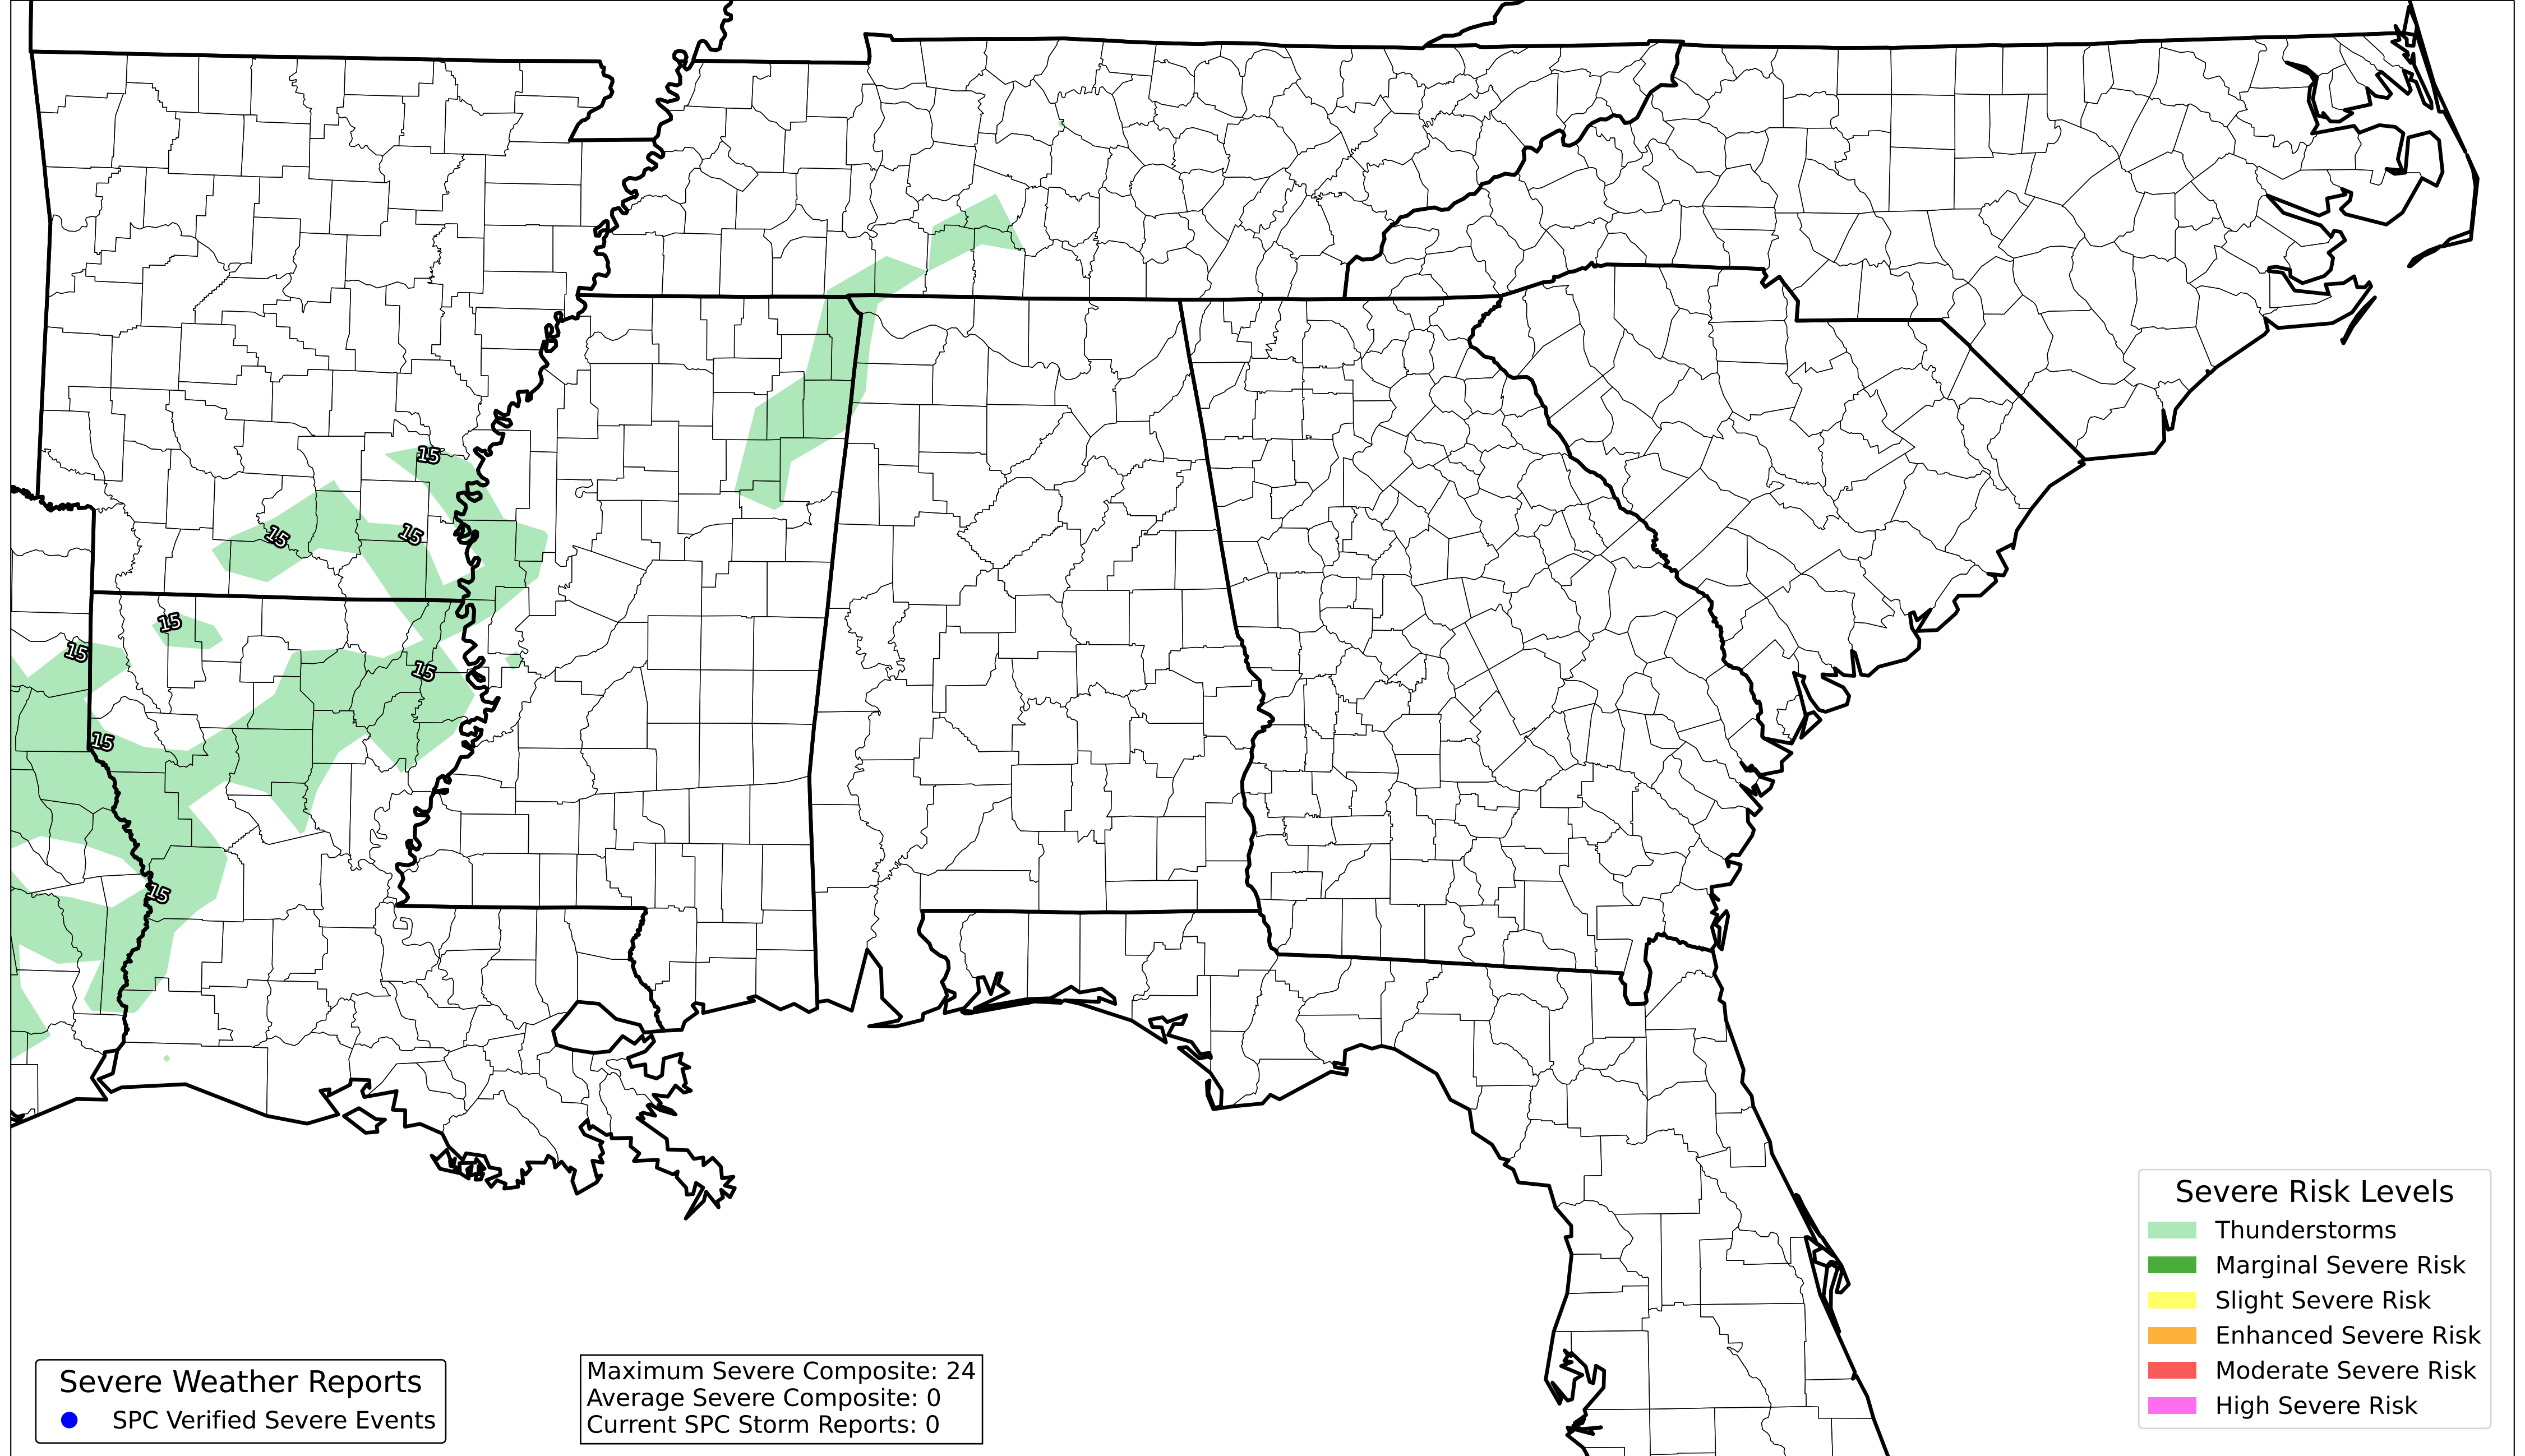 15
15
15
15
15
15
15
15
Severe Risk Levels
Thunderstorms
Marginal Severe Risk
Slight Severe Risk
Enhanced Severe Risk
Moderate Severe Risk
High Severe Risk
Severe Weather Reports
SPC Verified Severe Events
Maximum Severe Composite: 24
Average Severe Composite: 0
Current SPC Storm Reports: 0